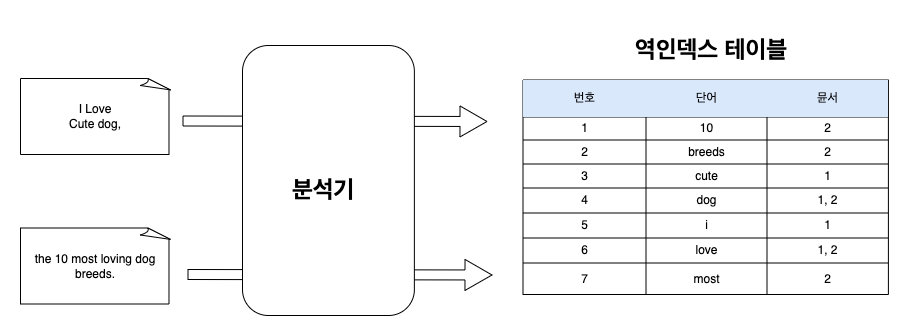 역인덱스 테이블
I Love
Cute dog,
the 10 most loving dog
breeds.
분석기
번호 단어 뮨서
1 10 2
2 breeds 2
3 cute 1
4 dog 1, 2
5 i 1
6 love 1, 2
7 most 2